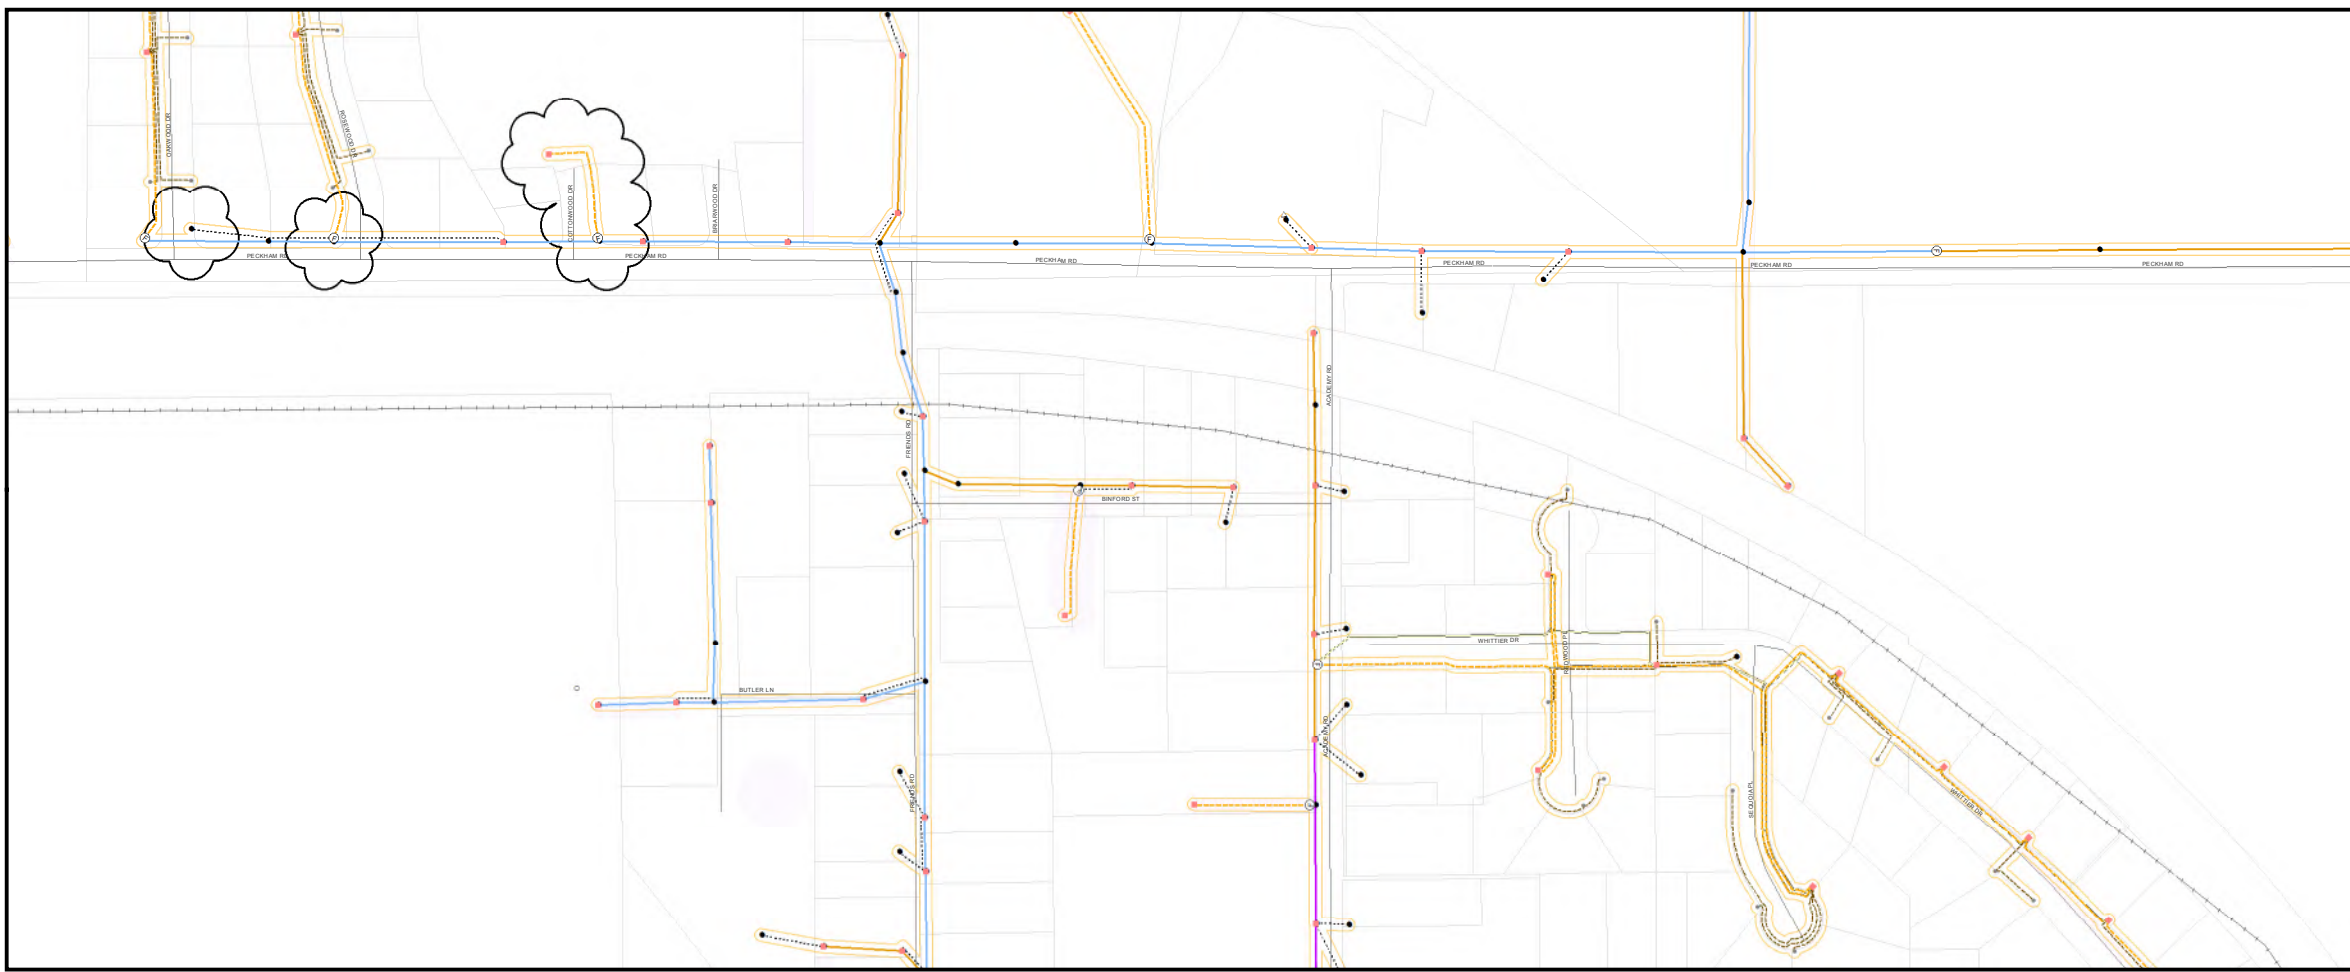 OAKWOOD DR
ROSEWOOD DR
COTTONWOOD DR
BRIARWOOD DR
F
F
F
F
F
PECKHAM RD
PECKHAM RD
PECKHAM RD
PECKHAM RD
PECKHAM RD
PECKHAM RD
ACADEMY RD
FRIENDS RD
BINFORD ST
WHITTIER DR
REDWOOD PL
BUTLER LN
ACADEMY RD
FRIENDS RD
SEQUOIA PL
WHITTIER DR